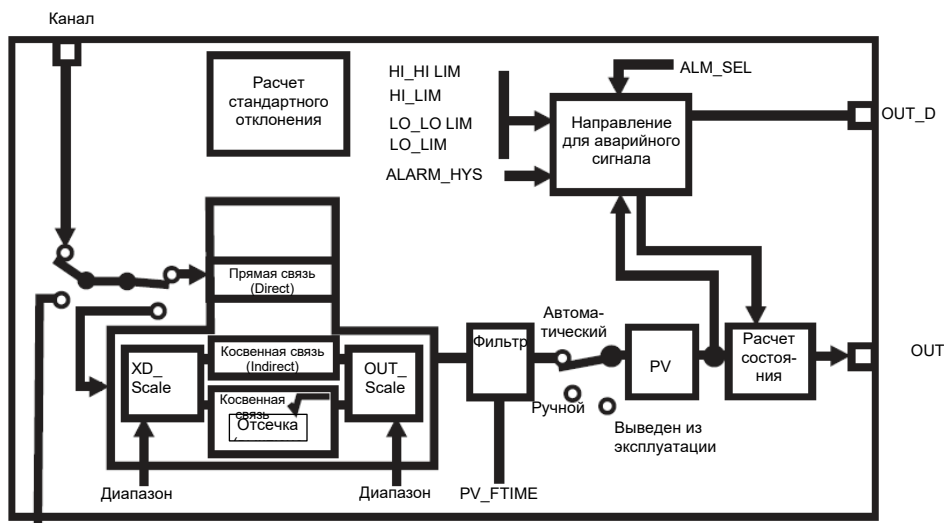 Канал
Расчет
стандартного
отклонения
HI_HI LIM
HI_LIM
LO_LO LIM
LO_LIM
ALARM_HYS
ALM_SEL
Направление
для аварийного
сигнала
OUT_D
Прямая связь
(Direct)
XD_
Scale
Косвенная связь
(Indirect)
OUT_
Scale
Косвенная
связь
Отсечка
Диапазон
Диапазон
Фильтр
PV_FTIME
Автома-
тический
Ручной
Выведен из
эксплуатации
PV
Расчет
состоя-
ния
OUT